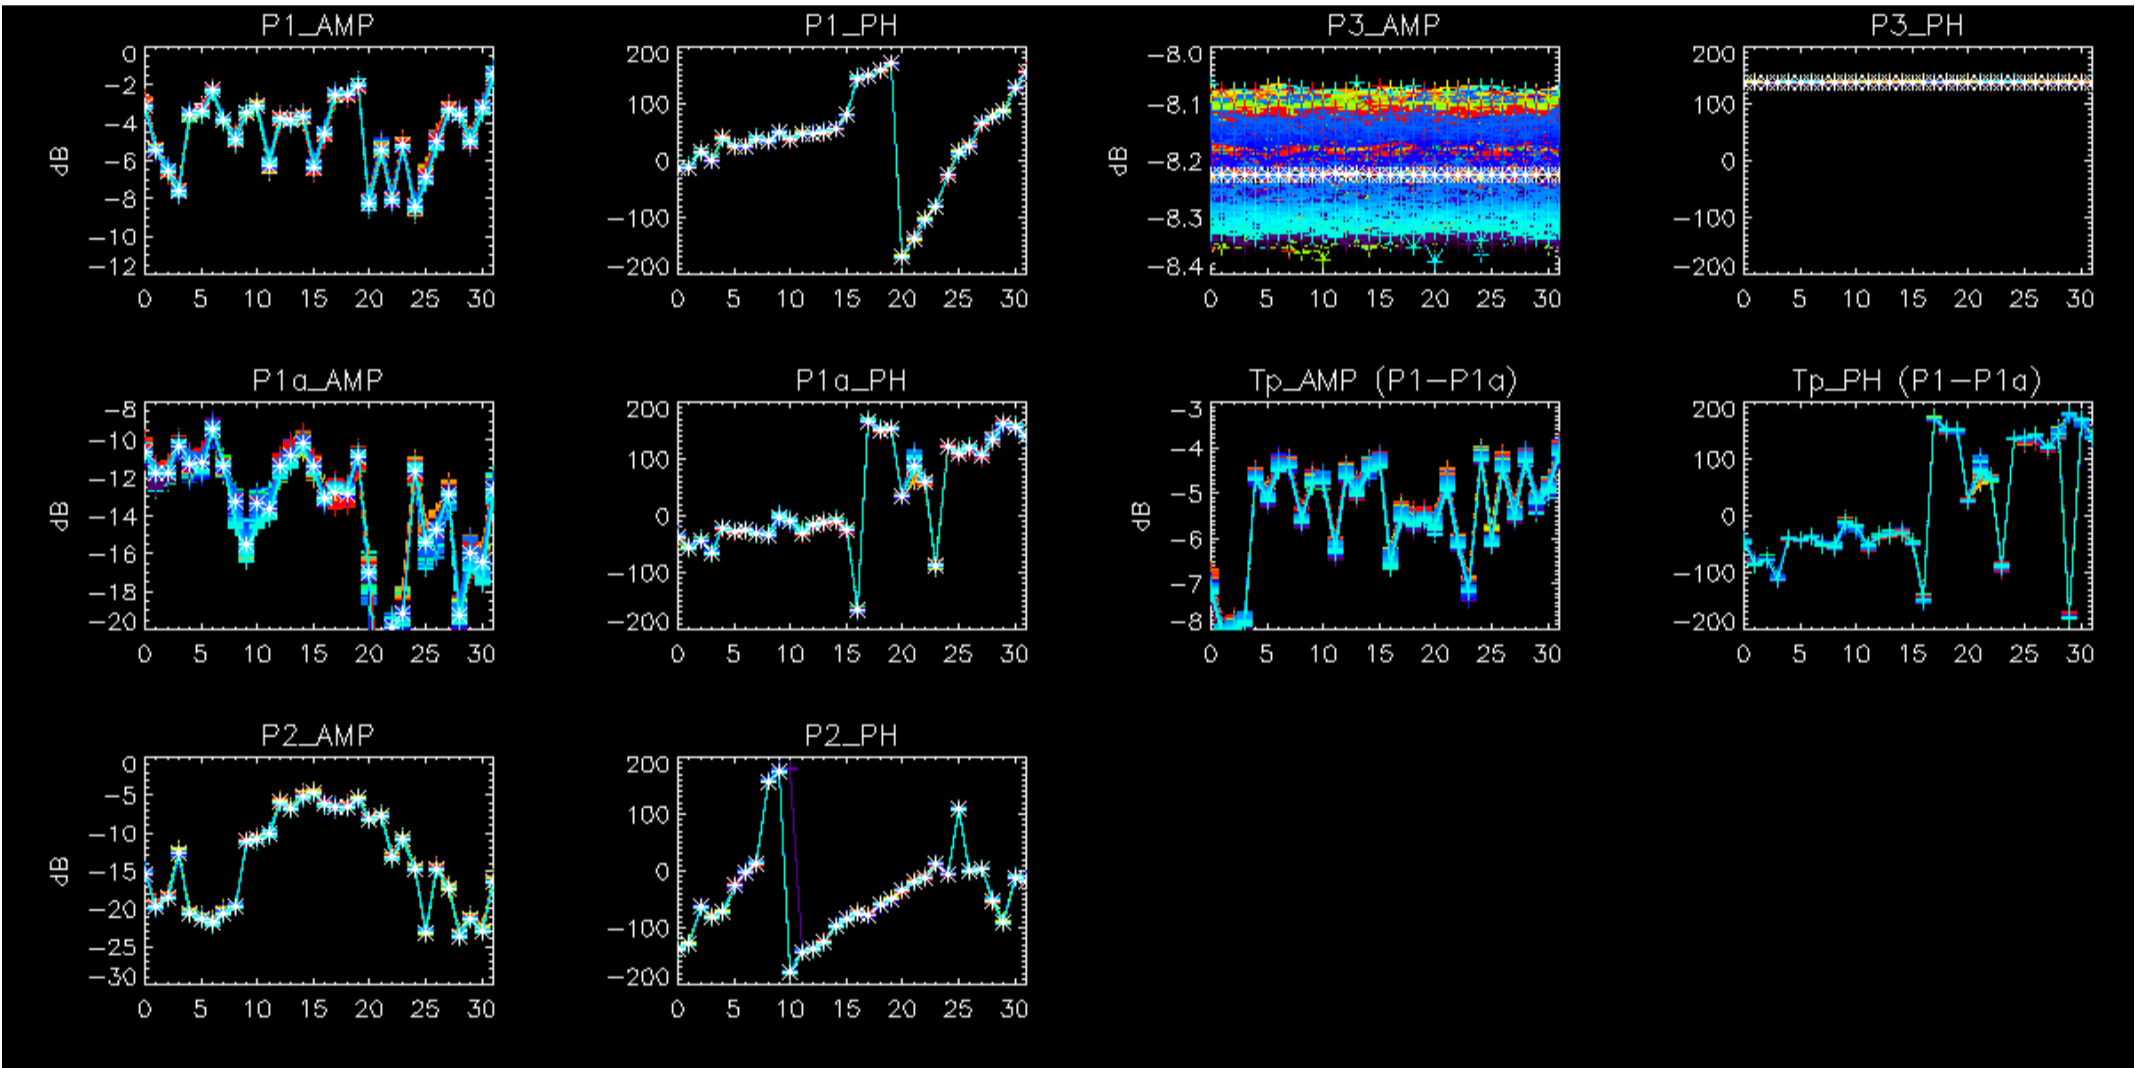 P1_AMP
dB
0
−2
−4
−6
−8
−10
−12
0 5 10 15 20 25 30
P1_PH
200
100
0
−100
−200
0 5 10 15 20 25 30
P3_AMP
dB
−8.0
−8.1
−8.2
−8.3
−8.4
0 5 10 15 20 25 30
P3_PH
200
100
0
−100
−200
0 5 10 15 20 25 30
P1a_AMP
dB
−8
−10
−12
−14
−16
−18
−20
0 5 10 15 20 25 30
P1a_PH
200
100
0
−100
−200
0 5 10 15 20 25 30
Tp_AMP (P1−P1a)
dB
−3
−4
−5
−6
−7
−8
0 5 10 15 20 25 30
Tp_PH (P1−P1a)
200
100
0
−100
−200
0 5 10 15 20 25 30
P2_AMP
dB
0
−5
−10
−15
−20
−25
−30
0 5 10 15 20 25 30
P2_PH
200
100
0
−100
−200
0 5 10 15 20 25 30